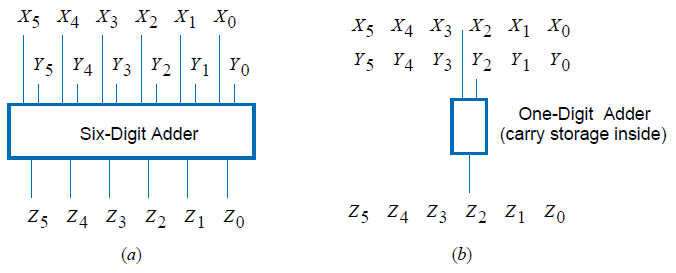 X5 X4 X3 X2 X1 X0
Y5 Y4 Y3 Y2 Y1 Y0
Six-Digit Adder
Z5 Z4 Z3 Z2 Z1 Z0
(a)
X5 X4 X3 X2 X1 X0
Y5 Y4 Y3 Y2 Y1 Y0
One-Digit Adder
(carry storage inside)
Z5 Z4 Z3 Z2 Z1 Z0
(b)